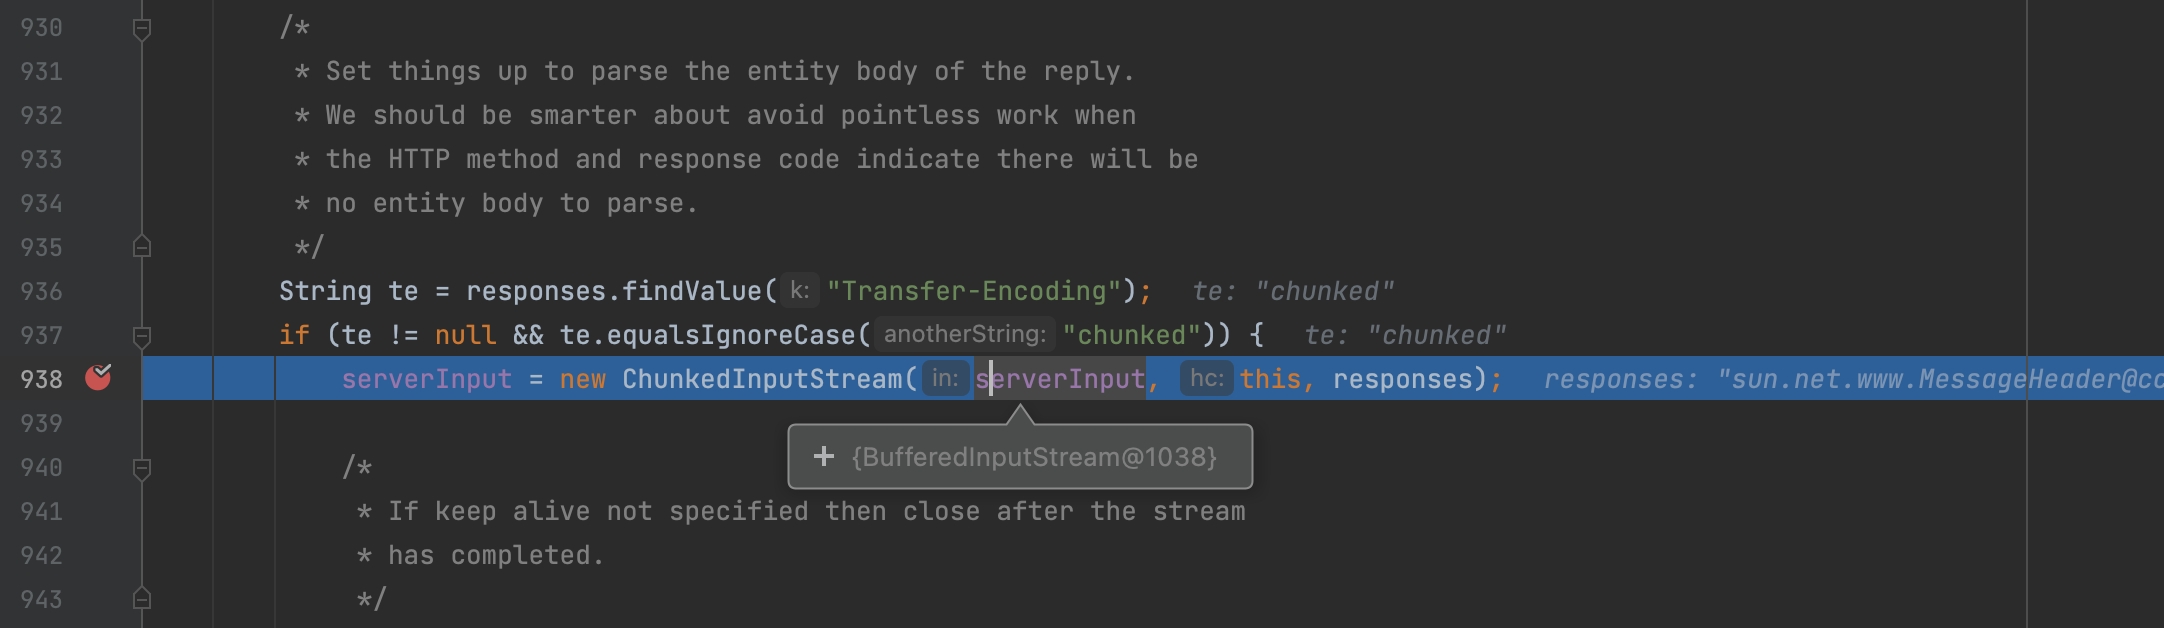 930 /*
931 * Set things up to parse the entity body of the reply.
932 * We should be smarter about avoid pointless work when
933 * the HTTP method and response code indicate there will be
934 * no entity body to parse.
935 */
936 String te = responses.findValue( k: "Transfer-Encoding"); te: "chunked"
937 if (te != null && te.equalsIgnoreCase( anotherString: "chunked")) { te: "chunked"
938 serverInput = new ChunkedInputStream( in: serverInput, hc: this, responses); responses: "sun.net.www.MessageHeader@co
939
+ {BufferedInputStream@1038}
940 /*
941 * If keep alive not specified then close after the stream
942 * has completed.
943 */